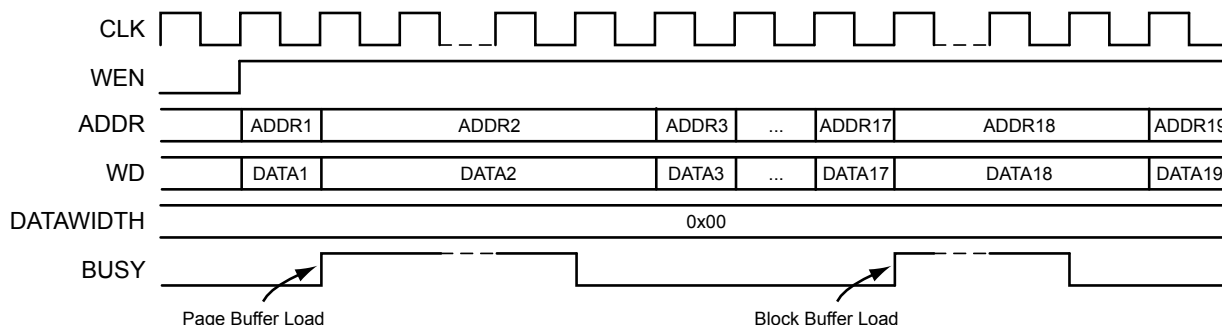 CLK
WEN
ADDR ADDR1 ADDR2 ADDR3 ... ADDR17 ADDR18 ADDR19
WD DATA1 DATA2 DATA3 ... DATA17 DATA18 DATA19
DATAWIDTH 0x00
BUSY
Page Buffer Load Block Buffer Load